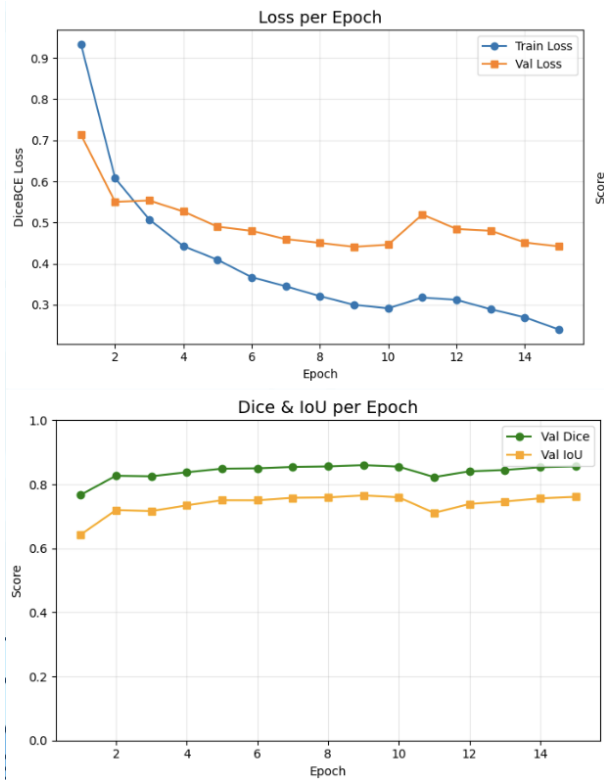 Loss per Epoch
Train Loss
Val Loss
0.9
0.8
0.7
0.6
0.5
0.4
0.3
DiceBCE Loss
Score
2
4
6
8
10
12
14
Epoch
Dice & IoU per Epoch
Val Dice
Val IoU
1.0
0.8
0.6
0.4
0.2
0.0
Score
2
4
6
8
10
12
14
Epoch